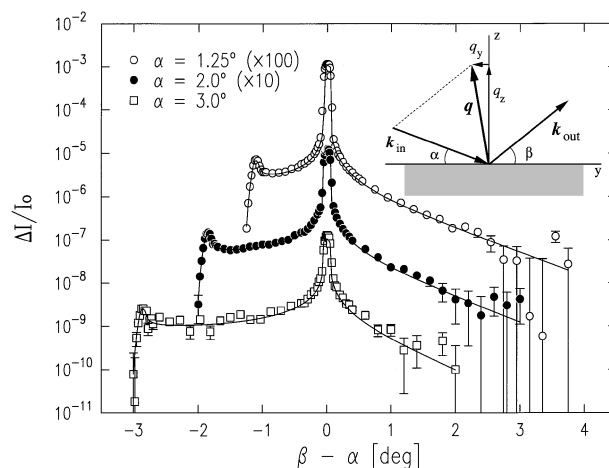 10⁻²
10⁻³
10⁻⁴
10⁻⁵
10⁻⁶
10⁻⁷
10⁻⁸
10⁻⁹
10⁻¹⁰
10⁻¹¹
ΔI/I₀
○ α = 1.25° (×100)
● α = 2.0° (×10)
□ α = 3.0°
z
q_y
q_z
q
k_in
k_out
α
β
y
-3 -2 -1 0 1 2 3 4
β − α [deg]